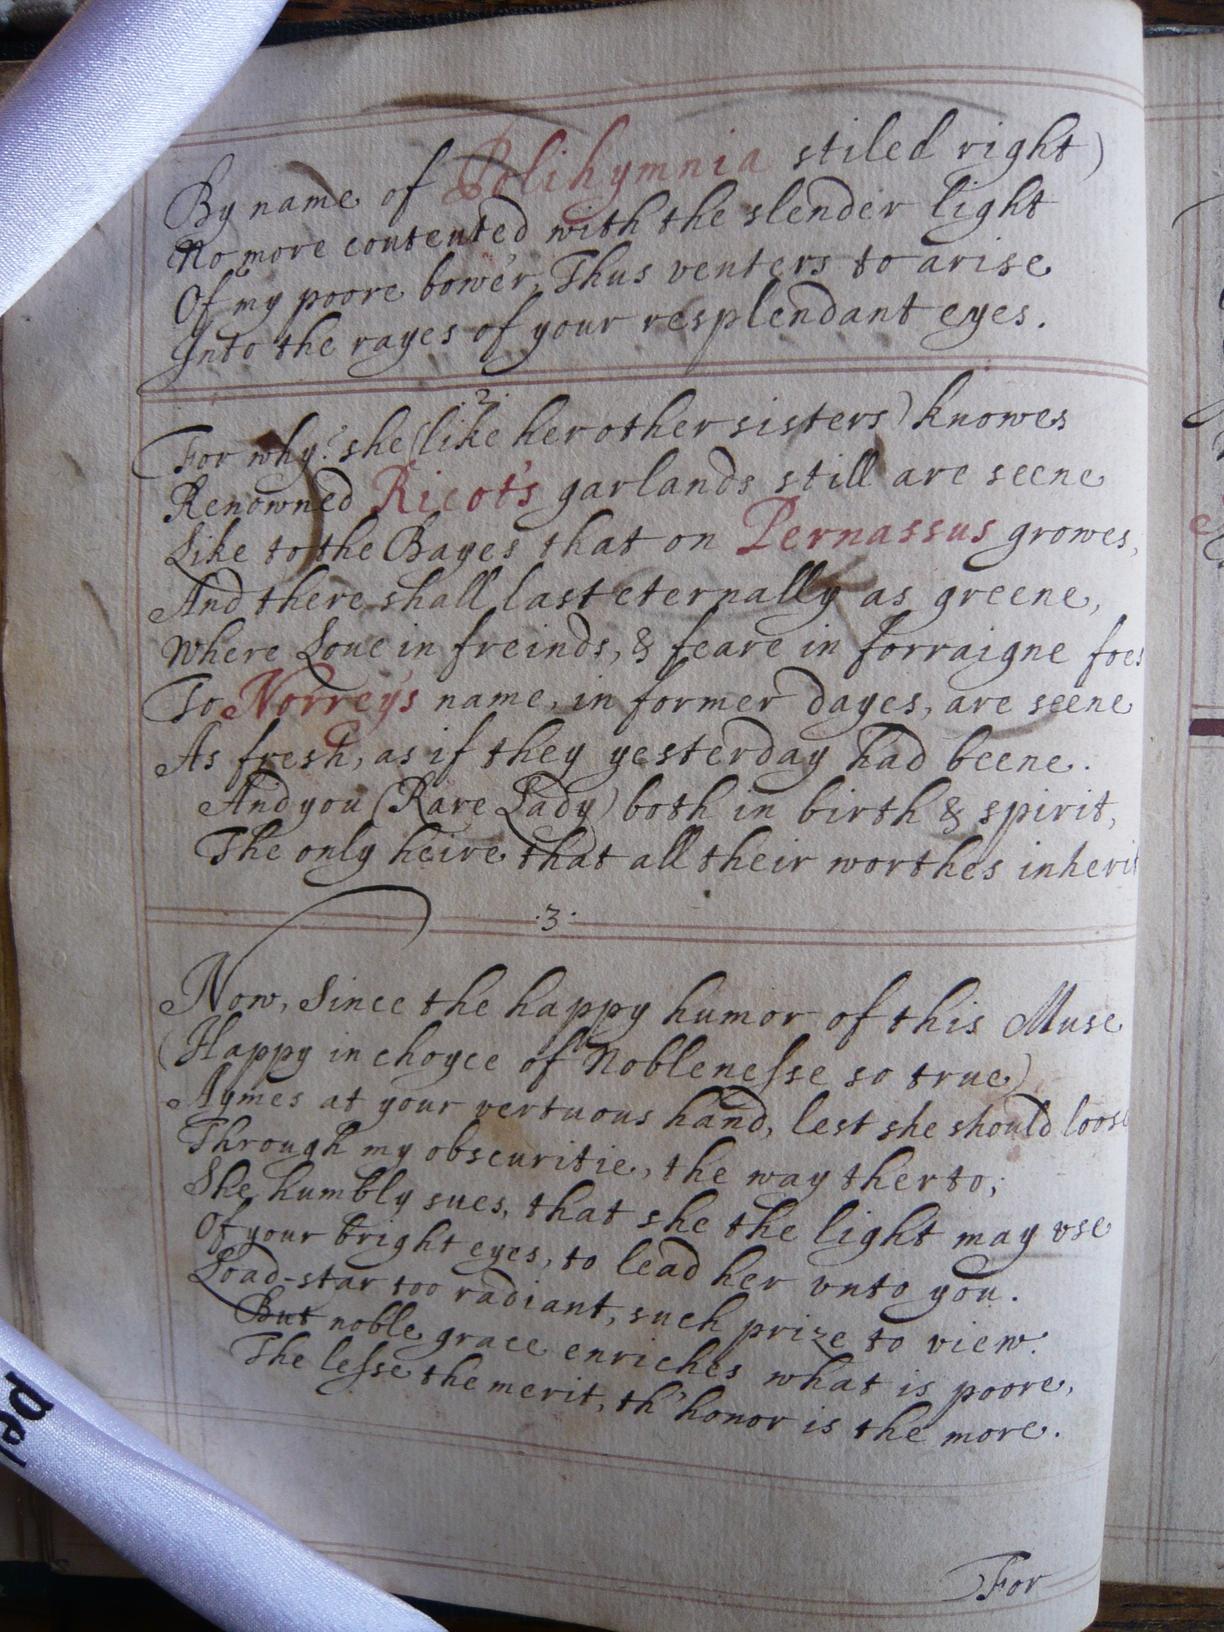 By name of Polihymnia stiled right)
No more contented with the slender light
Of my poore bower, Thus venters to arise
Into the rayes of your resplendant eyes.
.2.
For why? she (like her other sisters) knowes
Renowned Ricot's garlands still are seene
Like to the Bayes that on Pernassus growes,
And there shall last eternally as greene,
Where Loue in freinds, & feare in forraigne foes
To Norrey's name, in former dayes, are seene
As fresh, as if they yesterday had beene.
And you (Rare Lady) both in birth & spirit,
The only heire that all their worthes inherit
.3.
Now, Since the happy humor of this Muse
(Happy in choyce of Noblenesse so true)
Aymes at your vertuous hand, lest she should loose
Through my obscuritie, the way therto;
She humbly sues, that she the light may vse
Of your bright eyes, to lead her vnto you.
Load-star too radiant, such prize to view.
But noble grace enriches what is poore,
The lesse the merit, th' honor is the more.
For